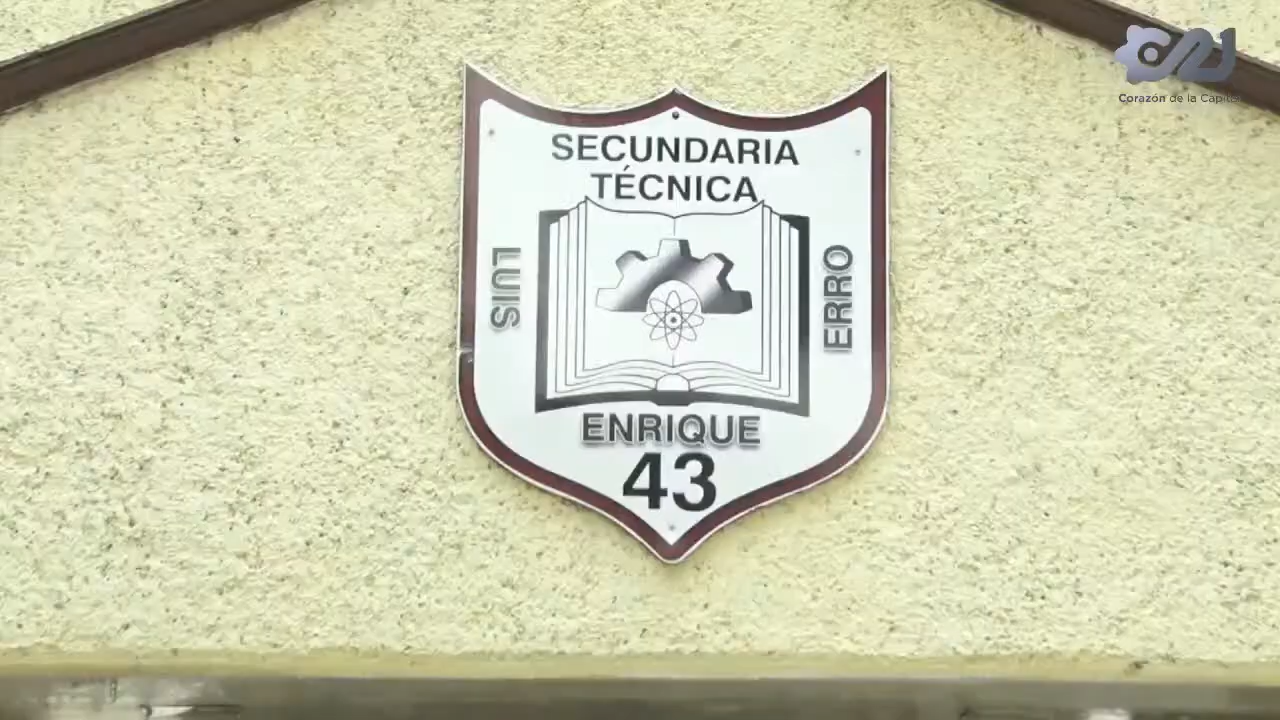 SECUNDARIA
TÉCNICA
LUIS
ENRIQUE
ERRO
43
Corazón de la Capital